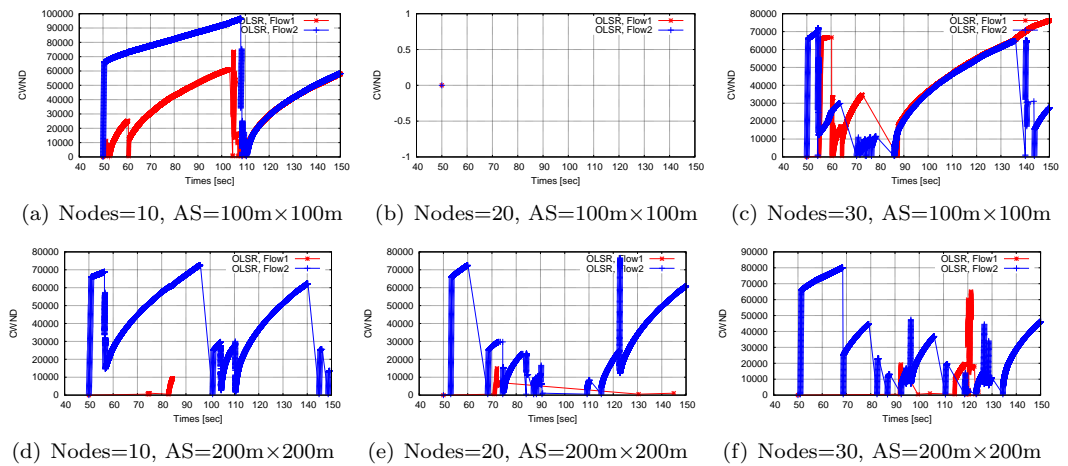 100000
90000
80000
70000
60000
50000
40000
30000
20000
10000
0
CWND
OLSR, Flow1
OLSR, Flow2
40 50 60 70 80 90 100 110 120 130 140 150
Times [sec]
(a) Nodes=10, AS=100m×100m
1
0.5
0
-0.5
-1
CWND
OLSR, Flow1
OLSR, Flow2
40 50 60 70 80 90 100 110 120 130 140 150
Times [sec]
(b) Nodes=20, AS=100m×100m
80000
70000
60000
50000
40000
30000
20000
10000
0
CWND
OLSR, Flow1
OLSR, Flow2
40 50 60 70 80 90 100 110 120 130 140 150
Times [sec]
(c) Nodes=30, AS=100m×100m
80000
70000
60000
50000
40000
30000
20000
10000
0
CWND
OLSR, Flow1
OLSR, Flow2
40 50 60 70 80 90 100 110 120 130 140 150
Times [sec]
(d) Nodes=10, AS=200m×200m
80000
70000
60000
50000
40000
30000
20000
10000
0
CWND
OLSR, Flow1
OLSR, Flow2
40 50 60 70 80 90 100 110 120 130 140 150
Times [sec]
(e) Nodes=20, AS=200m×200m
90000
80000
70000
60000
50000
40000
30000
20000
10000
0
CWND
OLSR, Flow1
OLSR, Flow2
40 50 60 70 80 90 100 110 120 130 140 150
Times [sec]
(f) Nodes=30, AS=200m×200m